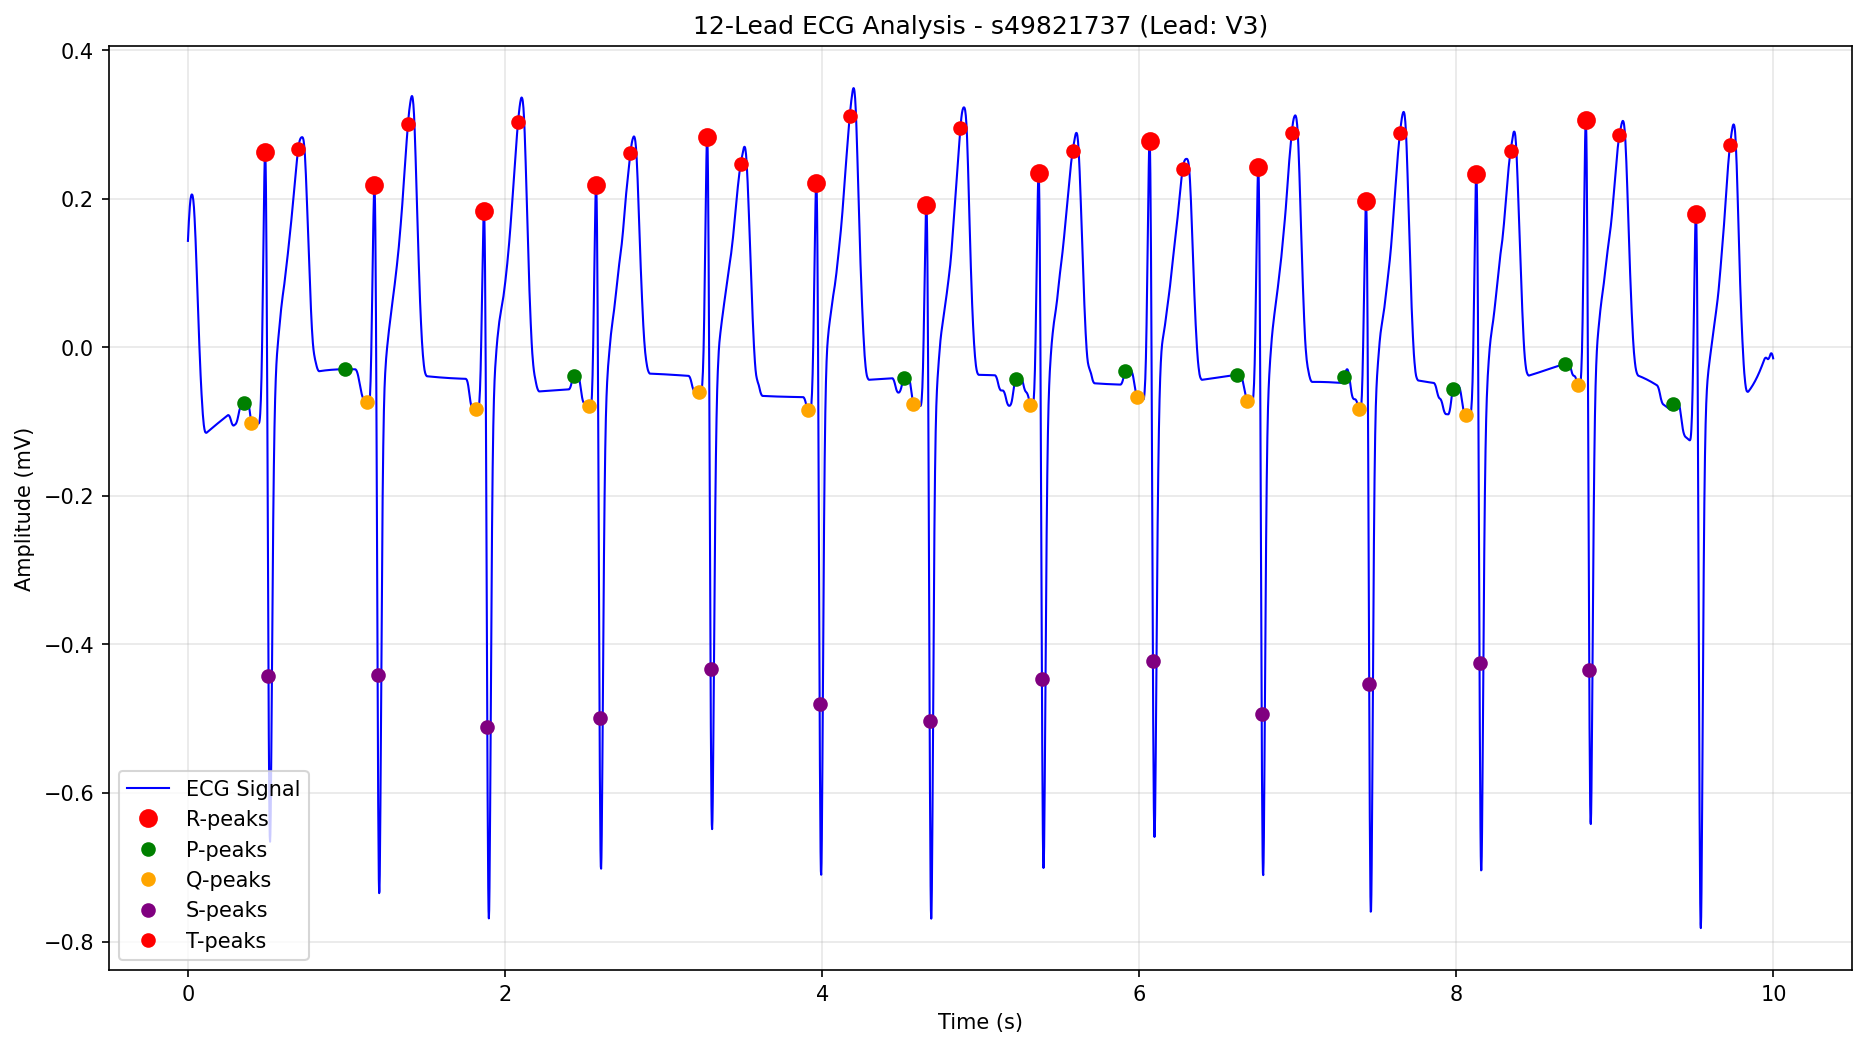 12-Lead ECG Analysis - s49821737 (Lead: V3)
0.4
0.2
0.0
−0.2
−0.4
−0.6
−0.8
Amplitude (mV)
ECG Signal
R-peaks
P-peaks
Q-peaks
S-peaks
T-peaks
0
2
4
6
8
10
Time (s)